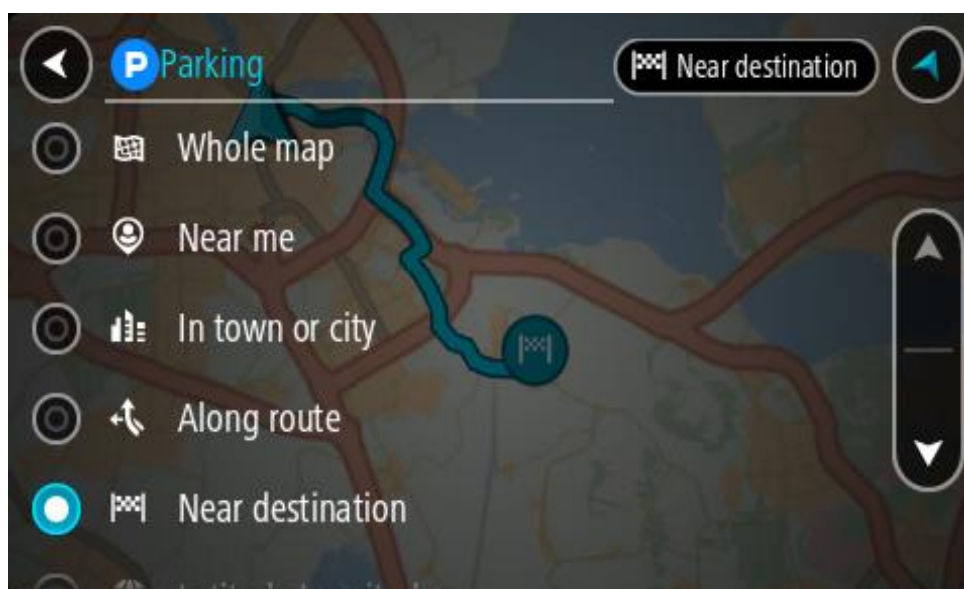 P Parking
Near destination
Whole map
Near me
In town or city
Along route
Near destination